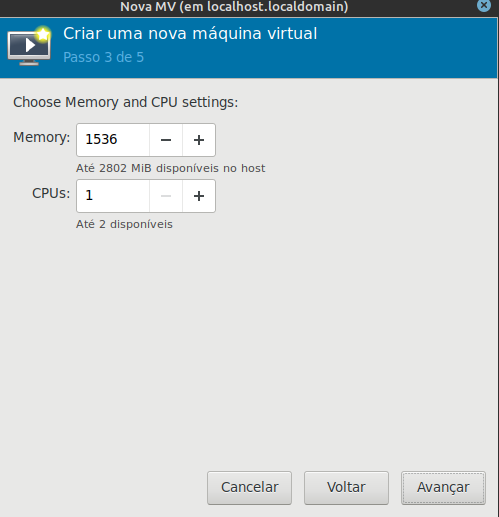 Nova MV (em localhost.localdomain)
Criar uma nova máquina virtual
Passo 3 de 5
Choose Memory and CPU settings:
Memory: 1536 − +
Até 2802 MiB disponíveis no host
CPUs: 1 − +
Até 2 disponíveis
Cancelar Voltar Avançar